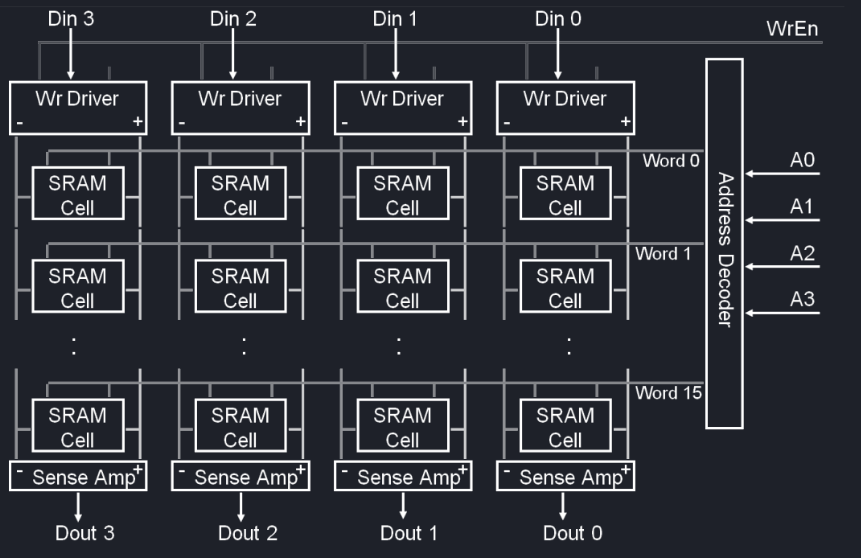 Din 3 Din 2 Din 1 Din 0
WrEn
Wr Driver Wr Driver Wr Driver Wr Driver
- + - + - + - +
Word 0
A0
SRAM Cell SRAM Cell SRAM Cell SRAM Cell
A1
Word 1
A2
SRAM Cell SRAM Cell SRAM Cell SRAM Cell
A3
Address Decoder
: : : :
Word 15
SRAM Cell SRAM Cell SRAM Cell SRAM Cell
- Sense Amp + - Sense Amp + - Sense Amp + - Sense Amp +
Dout 3 Dout 2 Dout 1 Dout 0